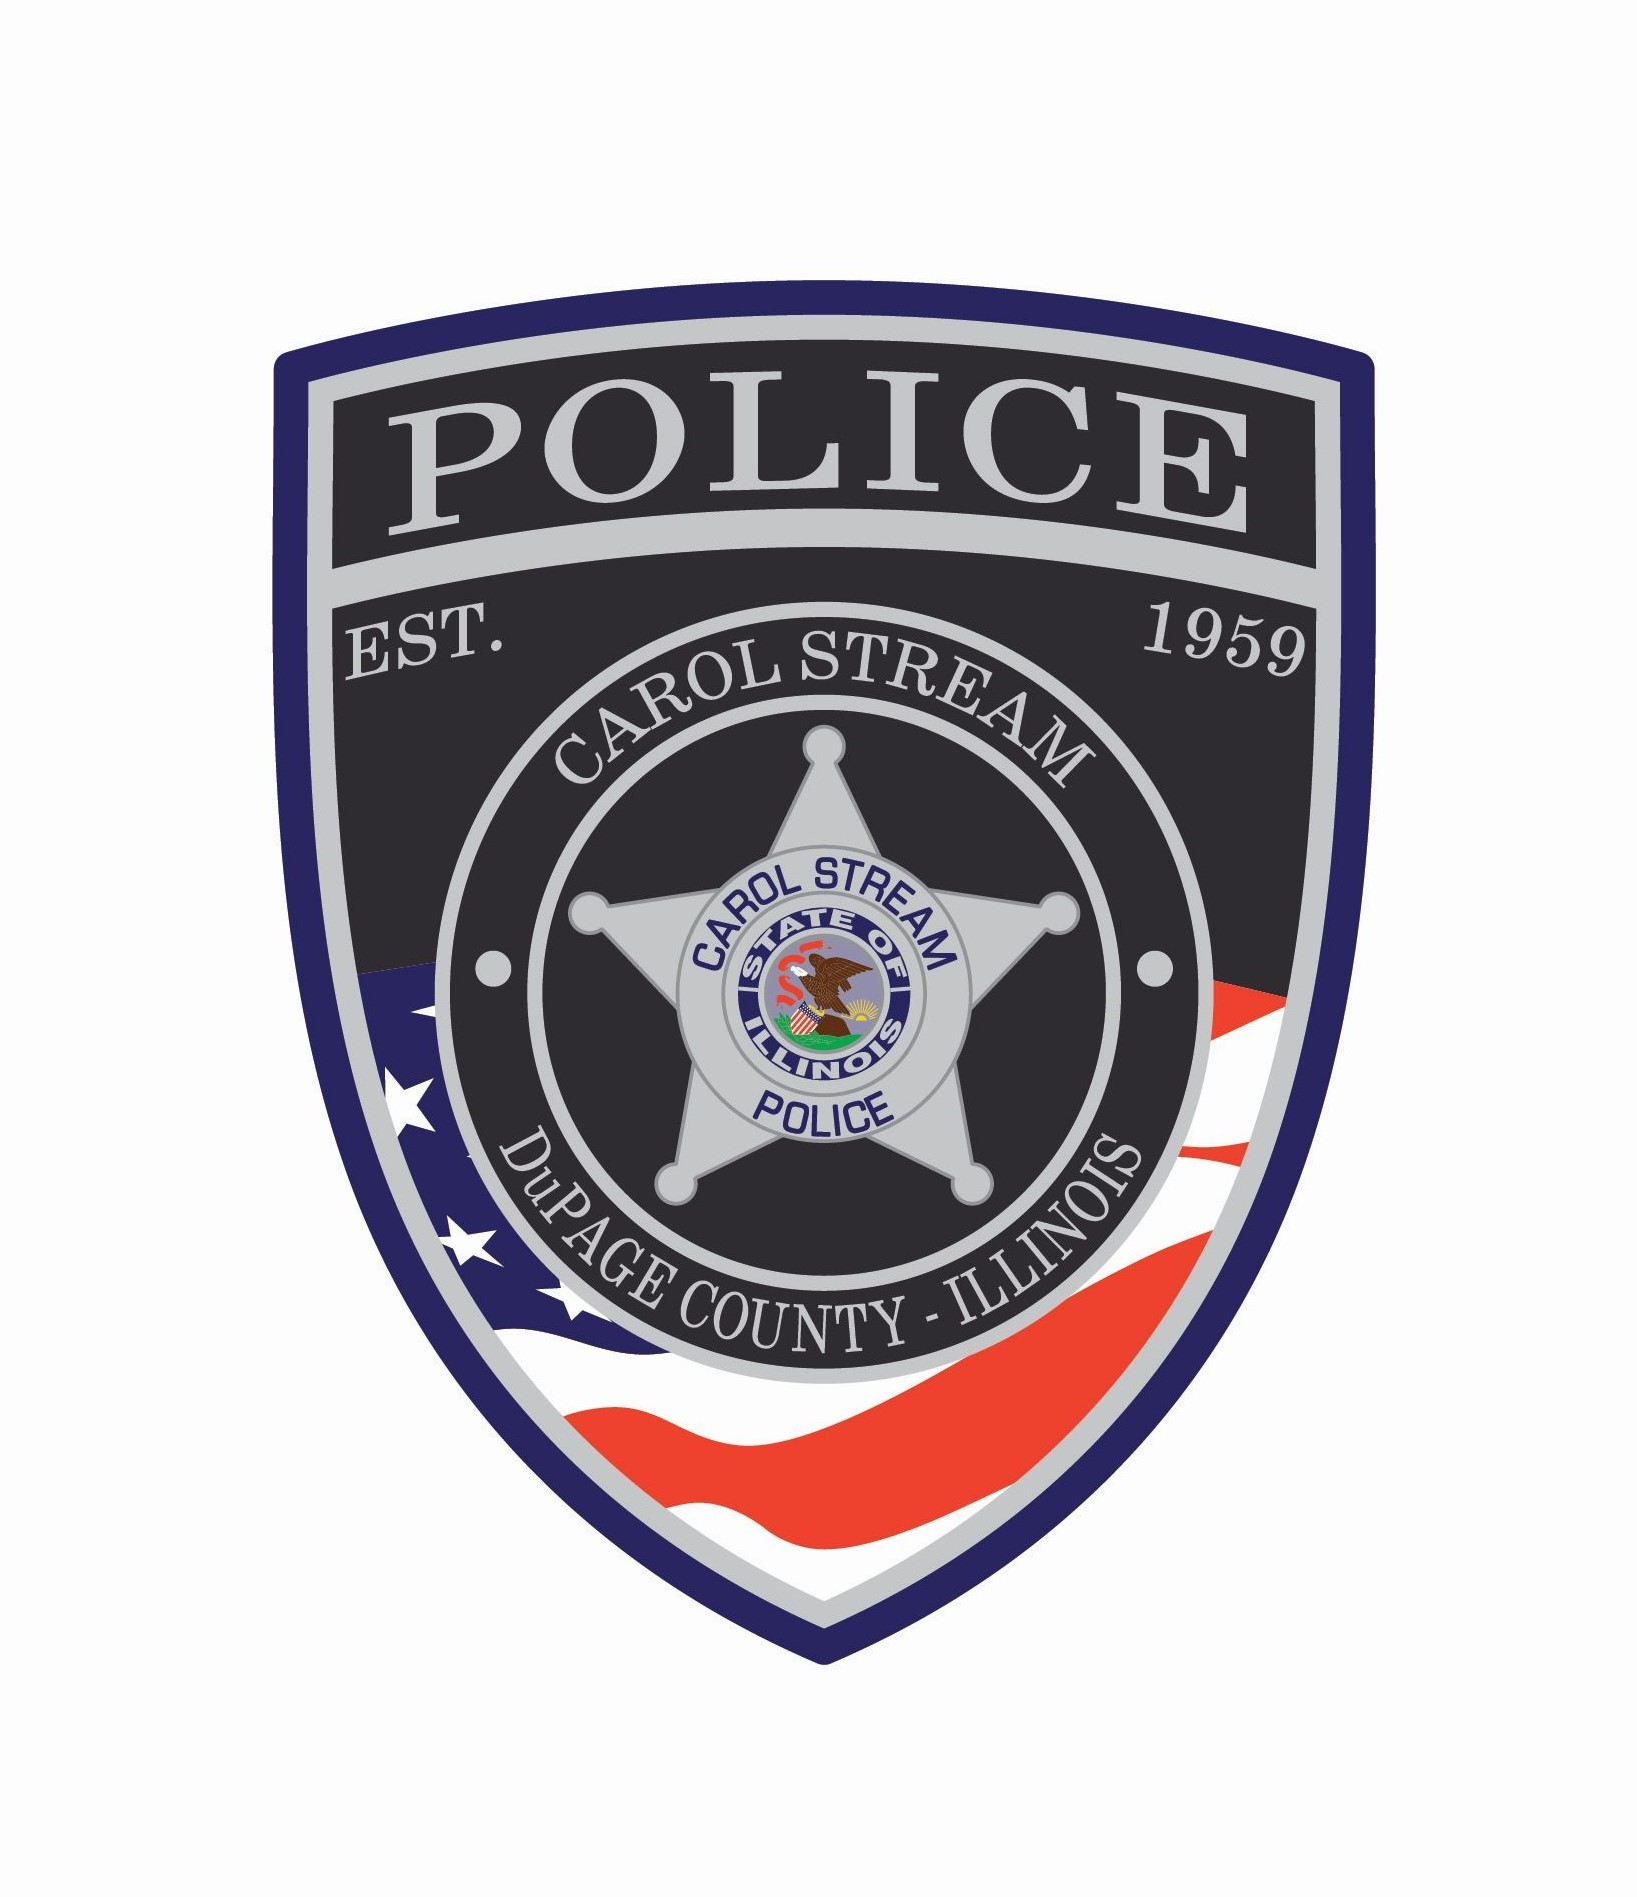 POLICE
EST. 1959
CAROL STREAM
CAROL STREAM
STATE OF
ILLINOIS
POLICE
DuPAGE COUNTY - ILLINOIS